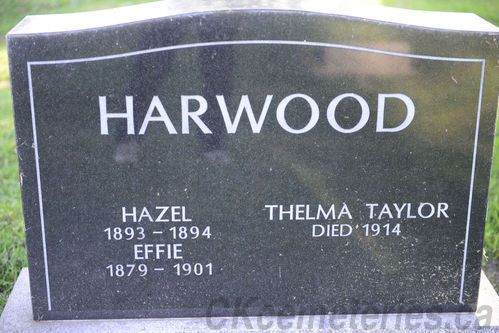 HARWOOD
HAZEL
1893 - 1894
EFFIE
1879 - 1901
THELMA TAYLOR
DIED 1914
CKcemeteries.ca